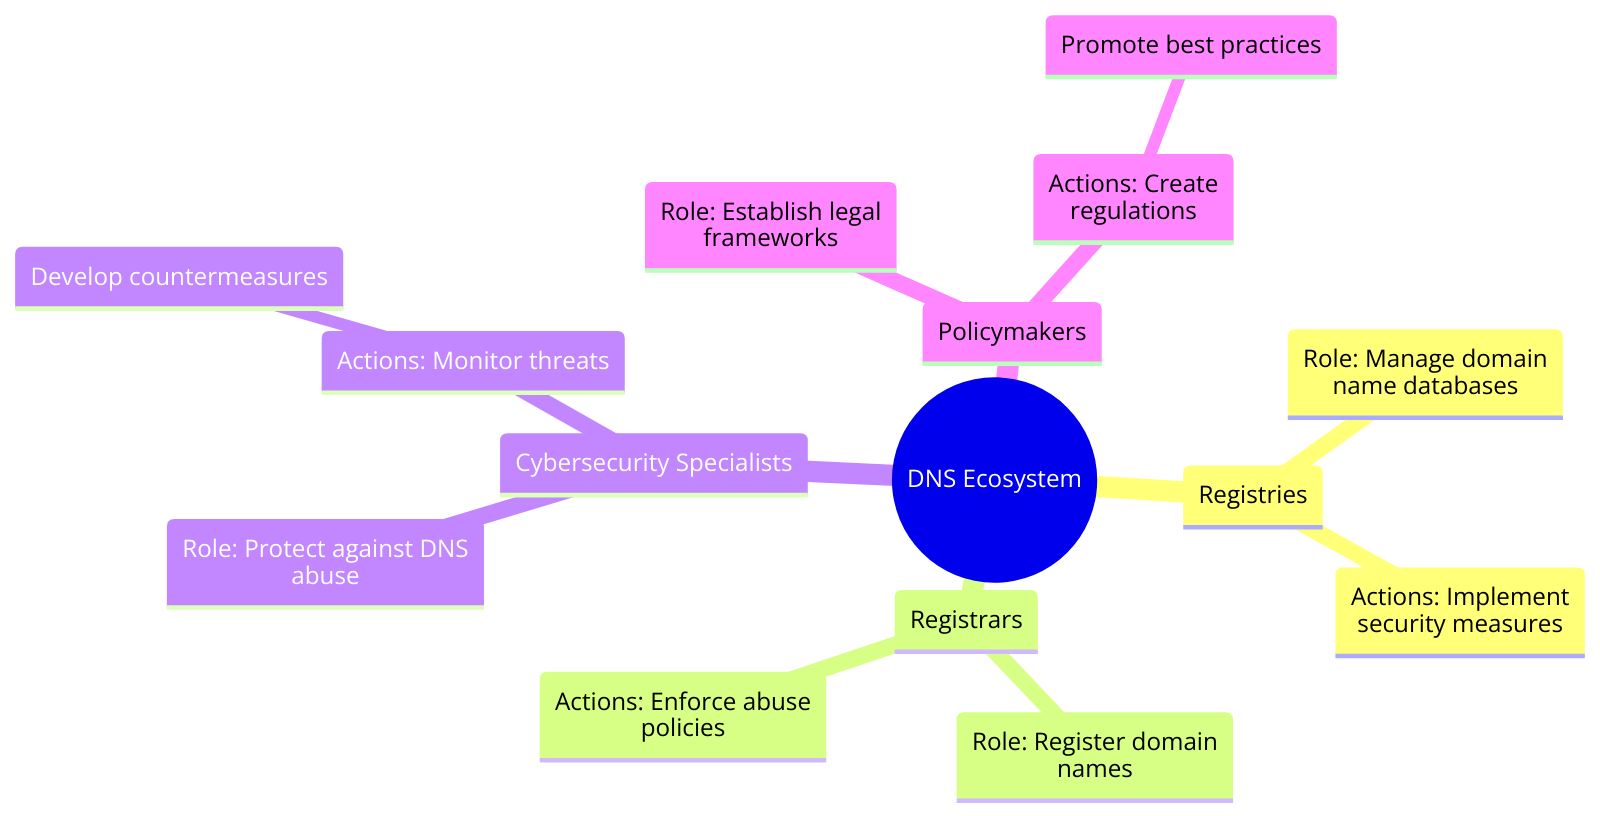 Promote best practices
Actions: Create
regulations
Role: Establish legal
frameworks
Develop countermeasures
Policymakers
Actions: Monitor threats
Role: Manage domain
name databases
Cybersecurity Specialists
DNS Ecosystem
Registries
Role: Protect against DNS
abuse
Actions: Implement
security measures
Registrars
Actions: Enforce abuse
policies
Role: Register domain
names